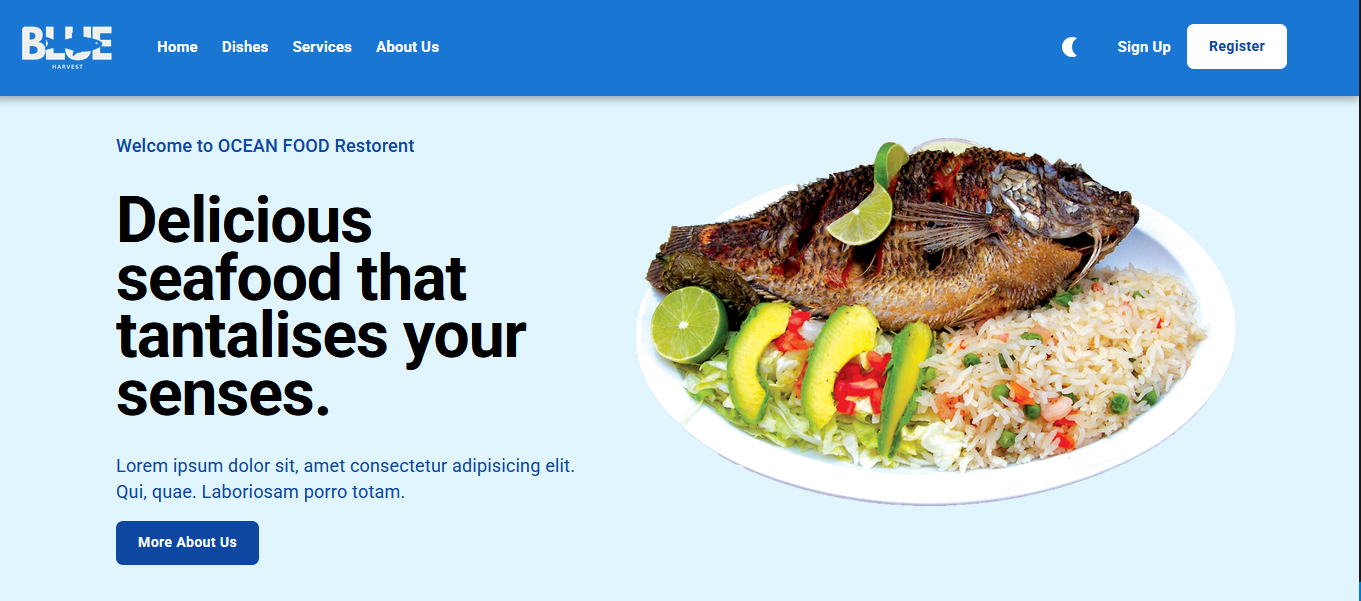 BLUE
HARVEST
Home Dishes Services About Us
Sign Up Register
Welcome to OCEAN FOOD Restorent
Delicious
seafood that
tantalises your
senses.
Lorem ipsum dolor sit, amet consectetur adipisicing elit.
Qui, quae. Laboriosam porro totam.
More About Us